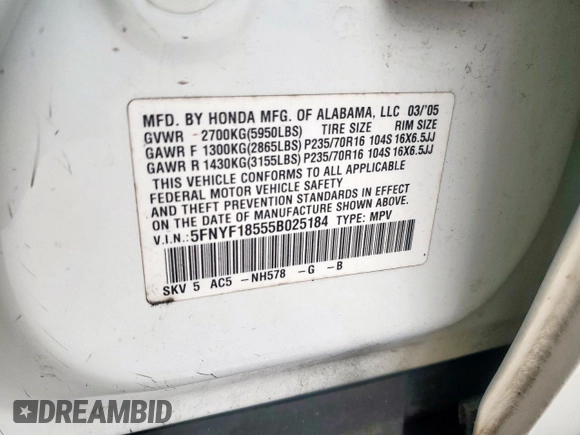 MFD. BY HONDA MFG. OF ALABAMA, LLC 03/'05
GVWR 2700KG(5950LBS) TIRE SIZE RIM SIZE
GAWR F 1300KG(2865LBS) P235/70R16 104S 16X6.5JJ
GAWR R 1430KG(3155LBS) P235/70R16 104S 16X6.5JJ
THIS VEHICLE CONFORMS TO ALL APPLICABLE
FEDERAL MOTOR VEHICLE SAFETY
AND THEFT PREVENTION STANDARDS IN EFFECT
ON THE DATE OF MANUFACTURE SHOWN ABOVE.
V.I.N.: 5FNYF18555B025184 TYPE: MPV
SKV 5 AC5 -NH578 -G -B
DREAMBID